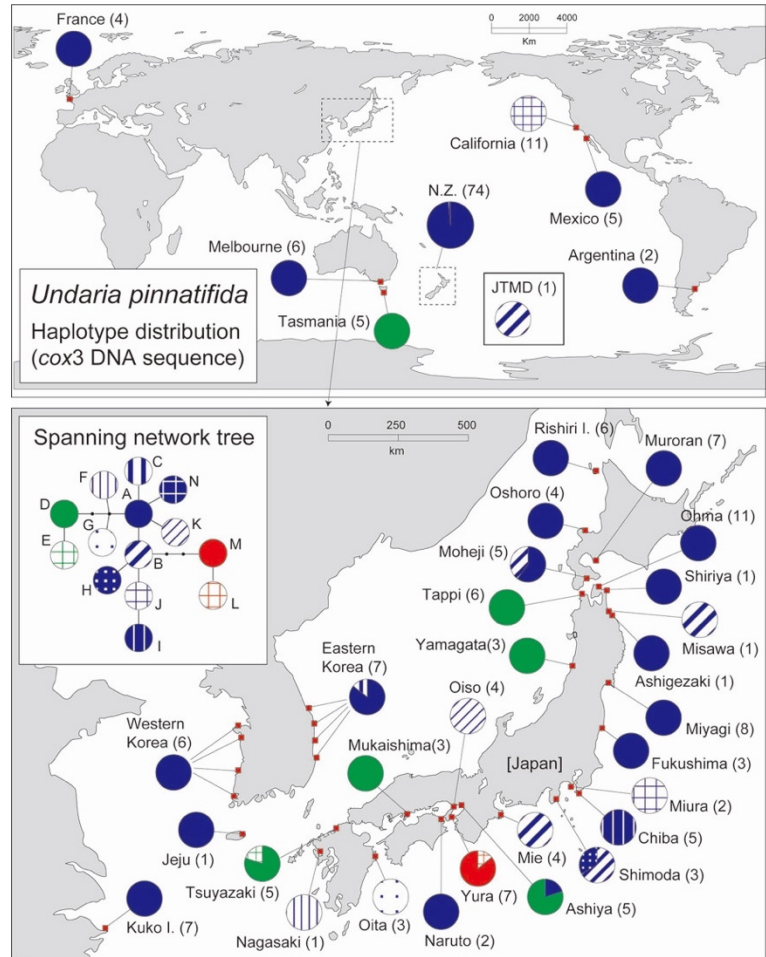 France (4)
0 2000 4000
Km
California (11)
N.Z. (74)
Mexico (5)
Melbourne (6)
Argentina (2)
JTMD (1)
Undaria pinnatifida
Haplotype distribution
(cox3 DNA sequence)
Tasmania (5)
Spanning network tree
C
F
A
N
D
G
K
E
M
B
H
J
L
I
0 250 500
km
Rishiri I. (6)
Muroran (7)
Oshoro (4)
Ohma (11)
Moheji (5)
Shiriya (1)
Tappi (6)
Misawa (1)
Yamagata(3)
Ashigezaki (1)
Eastern
Korea (7)
Oiso (4)
Miyagi (8)
Western
Korea (6)
Mukaishima(3)
[Japan]
Fukushima (3)
Miura (2)
Jeju (1)
Chiba (5)
Mie (4)
Tsuyazaki (5)
Shimoda (3)
Kuko I. (7)
Yura (7)
Ashiya (5)
Nagasaki (1)
Oita (3)
Naruto (2)